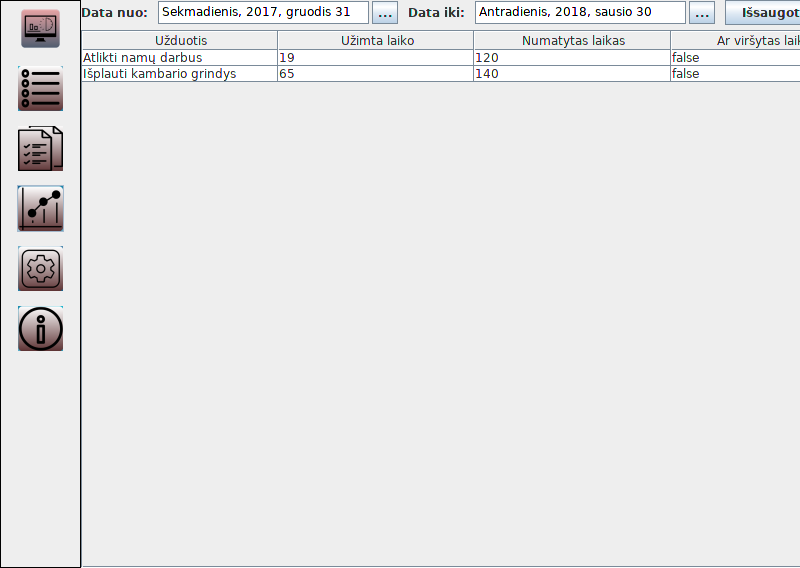 Data nuo: Sekmadienis, 2017, gruodis 31 ... Data iki: Antradienis, 2018, sausio 30 ... Išsaugot
Užduotis Užimta laiko Numatytas laikas Ar viršytas laik
Atlikti namų darbus 19 120 false
Išplauti kambario grindys 65 140 false